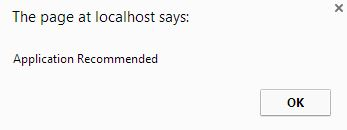 The page at localhost says:
Application Recommended
OK